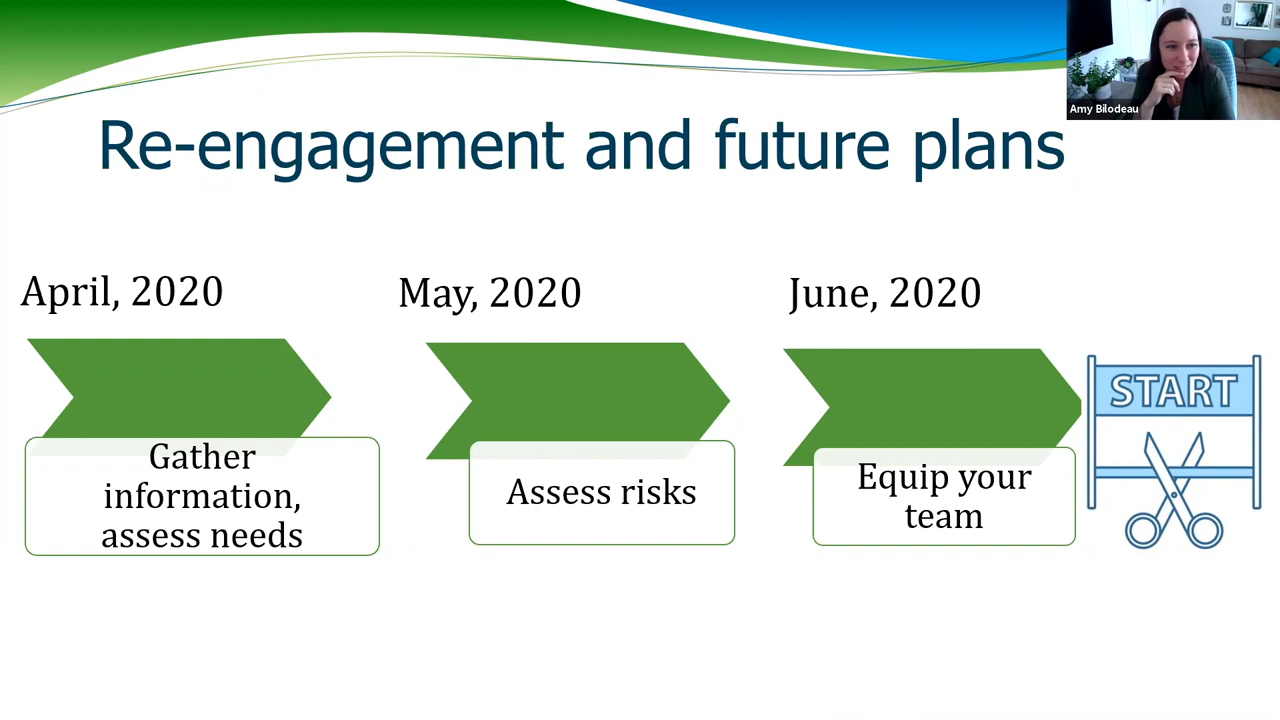 Amy Bilodeau
Re-engagement and future plans
April, 2020
May, 2020
June, 2020
START
Gather
information,
assess needs
Assess risks
Equip your
team